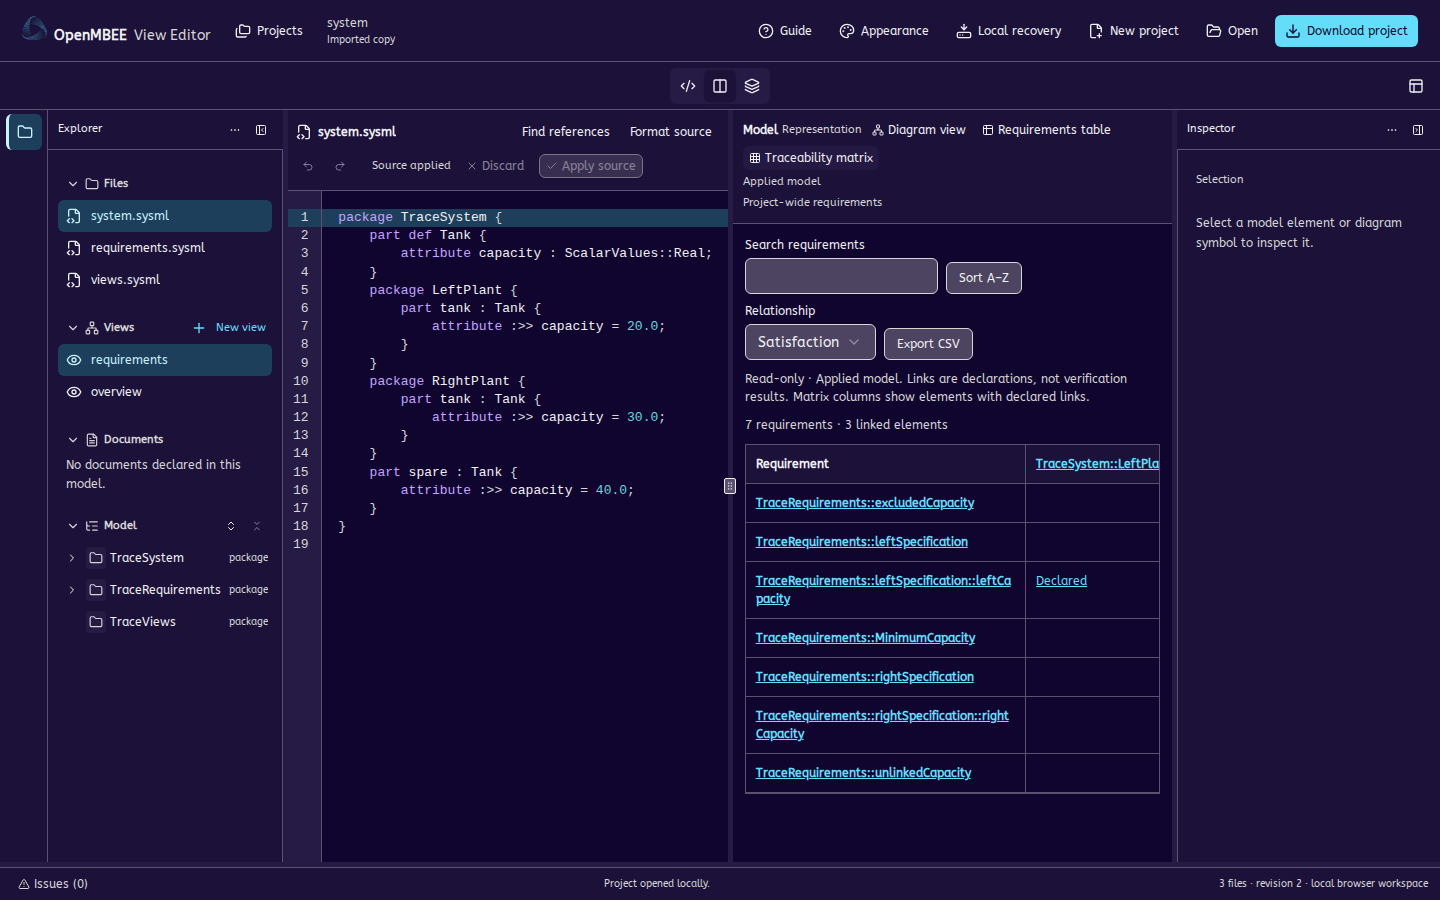 OpenMBEE View Editor
Projects
system
Imported copy
Guide
Appearance
Local recovery
New project
Open
Download project
Explorer
Files
system.sysml
requirements.sysml
views.sysml
Views
New view
requirements
overview
Documents
No documents declared in this
model.
Model
TraceSystem package
TraceRequirements package
TraceViews package
system.sysml
Find references
Format source
Source applied
Discard
Apply source
1 package TraceSystem {
2 part def Tank {
3 attribute capacity : ScalarValues::Real;
4 }
5 package LeftPlant {
6 part tank : Tank {
7 attribute :>> capacity = 20.0;
8 }
9 }
10 package RightPlant {
11 part tank : Tank {
12 attribute :>> capacity = 30.0;
13 }
14 }
15 part spare : Tank {
16 attribute :>> capacity = 40.0;
17 }
18 }
19
Model Representation
Diagram view
Requirements table
Traceability matrix
Applied model
Project-wide requirements
Search requirements
Sort A-Z
Relationship
Satisfaction
Export CSV
Read-only · Applied model. Links are declarations, not verification
results. Matrix columns show elements with declared links.
7 requirements · 3 linked elements
Requirement
TraceSystem::LeftPla
TraceRequirements::excludedCapacity
TraceRequirements::leftSpecification
TraceRequirements::leftSpecification::leftCa
pacity
Declared
TraceRequirements::MinimumCapacity
TraceRequirements::rightSpecification
TraceRequirements::rightSpecification::right
Capacity
TraceRequirements::unlinkedCapacity
Inspector
Selection
Select a model element or diagram
symbol to inspect it.
Issues (0)
Project opened locally.
3 files · revision 2 · local browser workspace